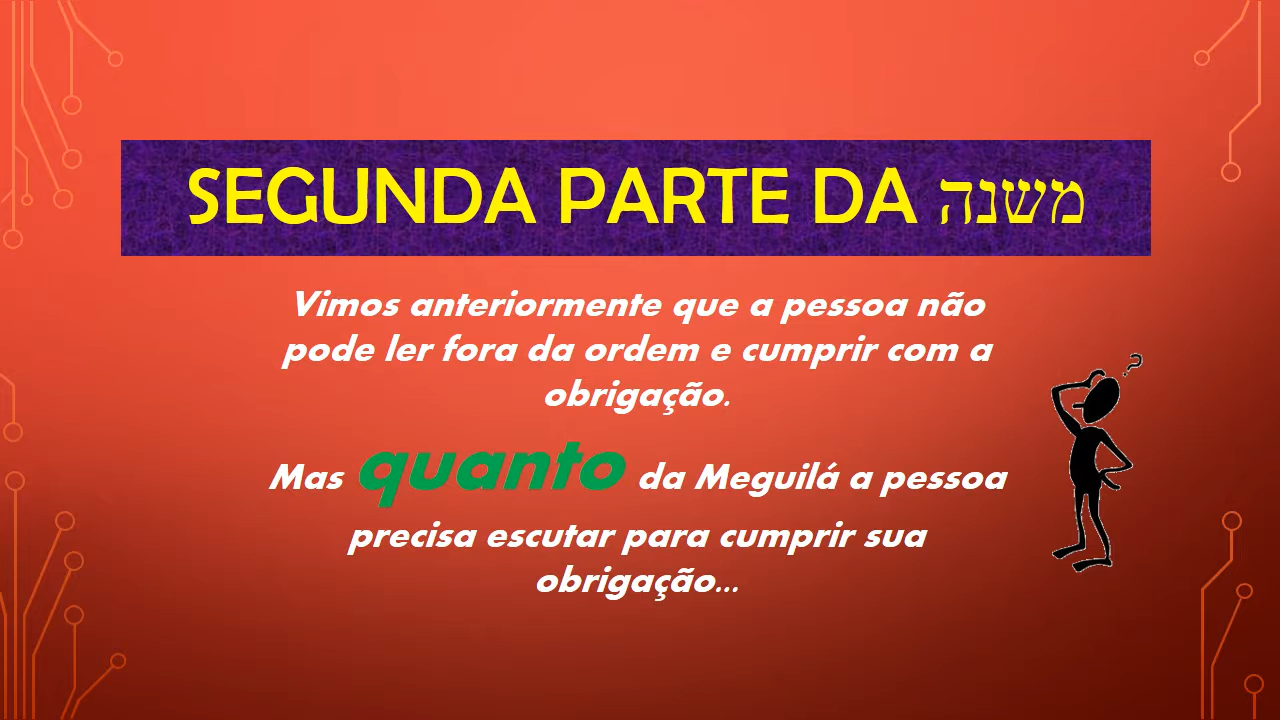 SEGUNDA PARTE DA משנה
Vimos anteriormente que a pessoa não
pode ler fora da ordem e cumprir com a
obrigação.
Mas quanto da Meguilá a pessoa
precisa escutar para cumprir sua
obrigação...
?